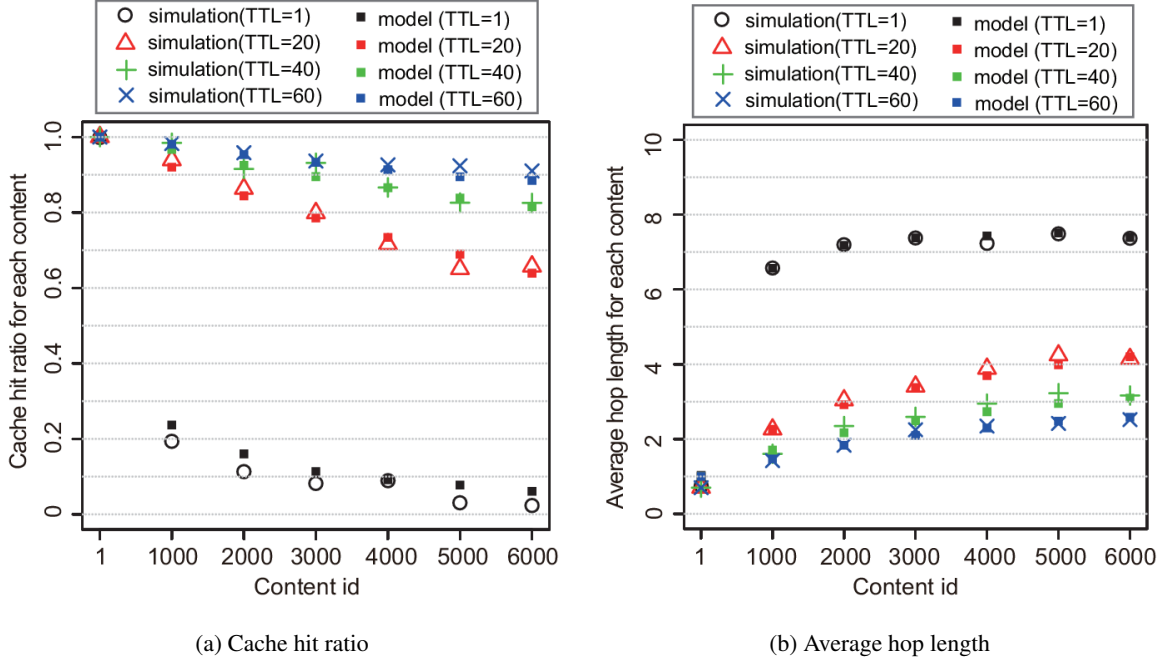 simulation(TTL=1) model (TTL=1)
simulation(TTL=20) model (TTL=20)
simulation(TTL=40) model (TTL=40)
simulation(TTL=60) model (TTL=60)
Cache hit ratio for each content
1.0
0.8
0.6
0.4
0.2
0
1 1000 2000 3000 4000 5000 6000
Content id
(a) Cache hit ratio
simulation(TTL=1) model (TTL=1)
simulation(TTL=20) model (TTL=20)
simulation(TTL=40) model (TTL=40)
simulation(TTL=60) model (TTL=60)
Average hop length for each content
10
8
6
4
2
0
1 1000 2000 3000 4000 5000 6000
Content id
(b) Average hop length